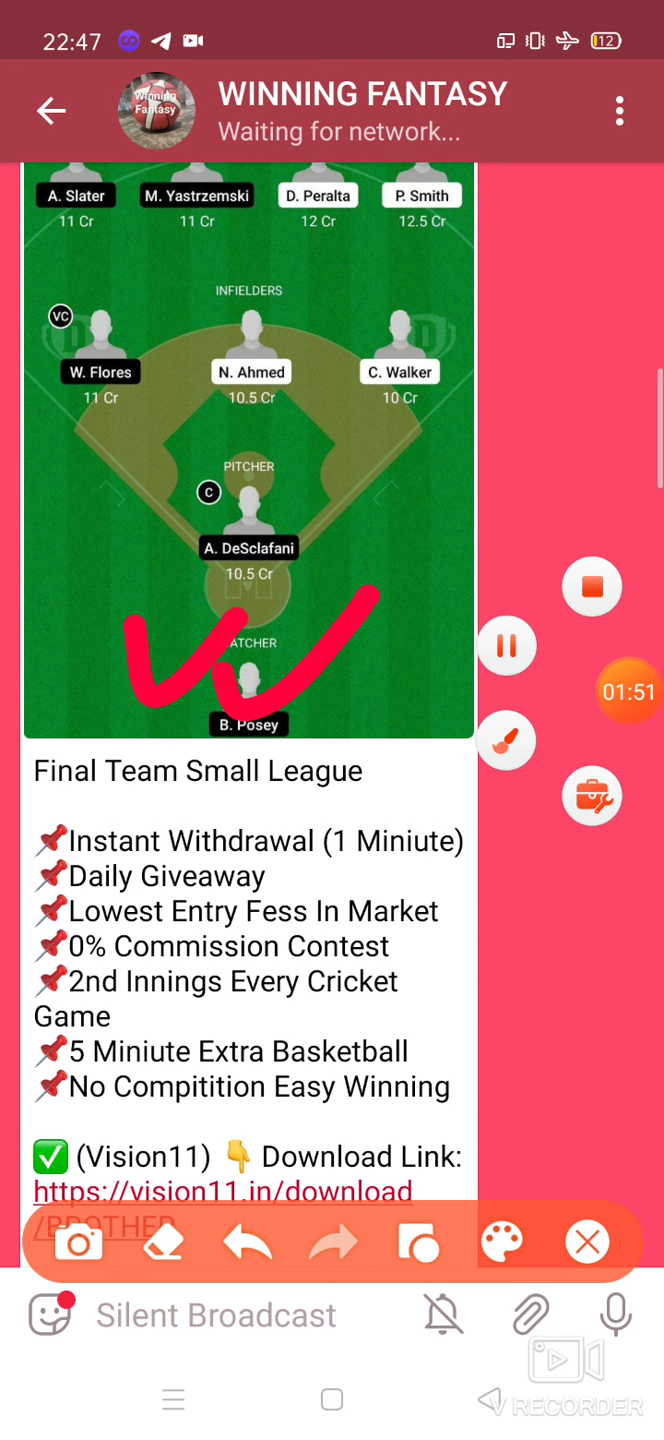 22:47
12
Winning
Fantasy
WINNING FANTASY
Waiting for network...
A. Slater
M. Yastrzemski
D. Peralta
P. Smith
11 Cr
11 Cr
12 Cr
12.5 Cr
INFIELDERS
VC
W. Flores
N. Ahmed
C. Walker
11 Cr
10.5 Cr
10 Cr
PITCHER
C
A. DeSclafani
10.5 Cr
ATCHER
B. Posey
01:51
Final Team Small League
📌Instant Withdrawal (1 Miniute)
📌Daily Giveaway
📌Lowest Entry Fess In Market
📌0% Commission Contest
📌2nd Innings Every Cricket
Game
📌5 Miniute Extra Basketball
📌No Compitition Easy Winning
✅ (Vision11) 👇 Download Link:
https://vision11.in/download
/BROTHER
Silent Broadcast
V RECORDER